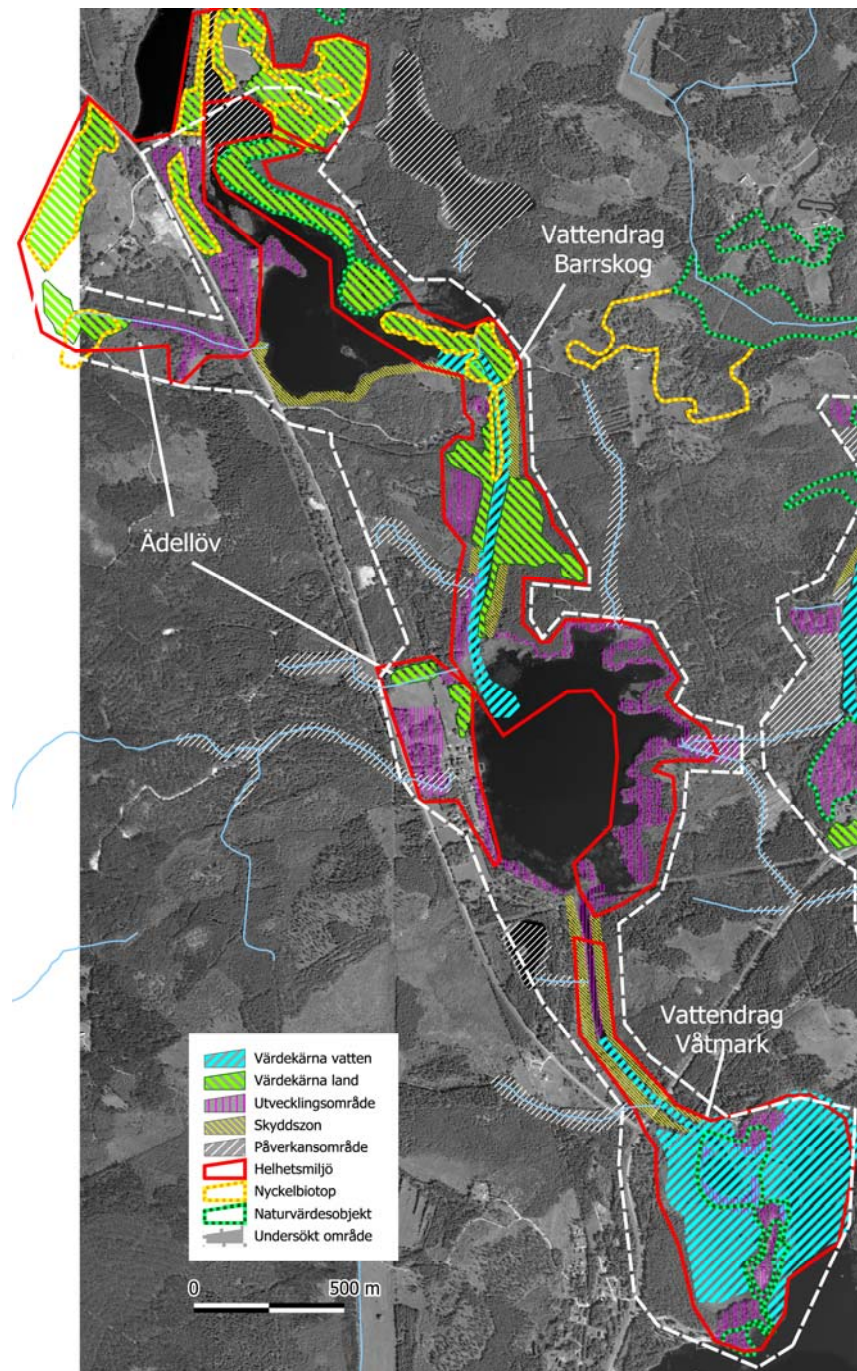 Vattendrag
Barrskog
Ädellöv
Vattendrag
Våtmark
Värdekärna vatten
Värdekärna land
Utvecklingsområde
Skyddszon
Påverkansområde
Helhetsmiljö
Nyckelbiotop
Naturvärdesobjekt
Undersökt område
0 500 m